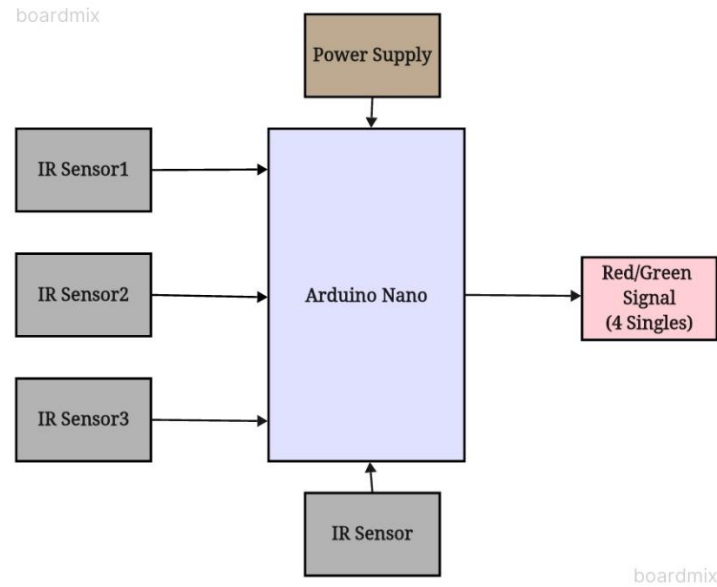 boardmix
Power Supply
IR Sensor1
IR Sensor2
Arduino Nano
Red/Green
Signal
(4 Singles)
IR Sensor3
IR Sensor
boardmix